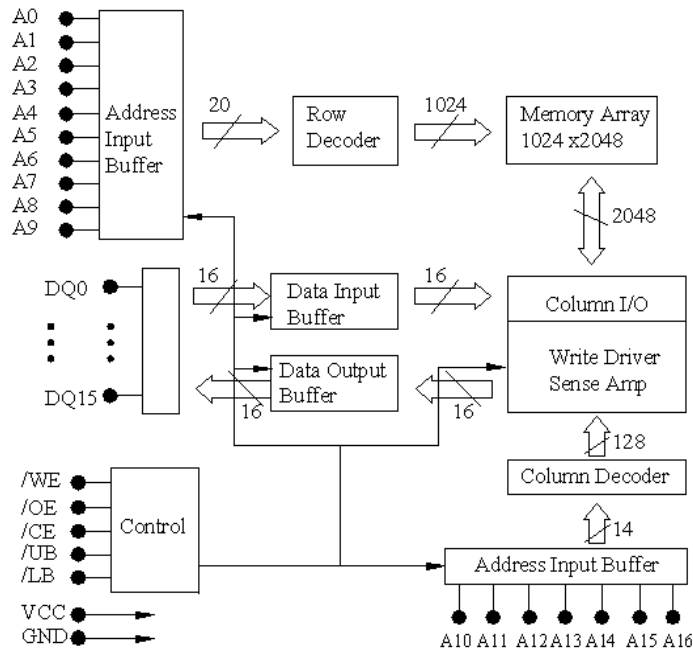 A0
A1
A2
A3
A4
A5
A6
A7
A8
A9
Address
Input
Buffer
20
Row
Decoder
1024
Memory Array
1024 x2048
2048
DQ0
DQ15
16
Data Input
Buffer
16
Column I/O
Write Driver
Sense Amp
Data Output
Buffer
16
16
128
Column Decoder
14
Address Input Buffer
/WE
/OE
/CE
/UB
/LB
Control
VCC
GND
A10 A11 A12 A13 A14 A15 A16